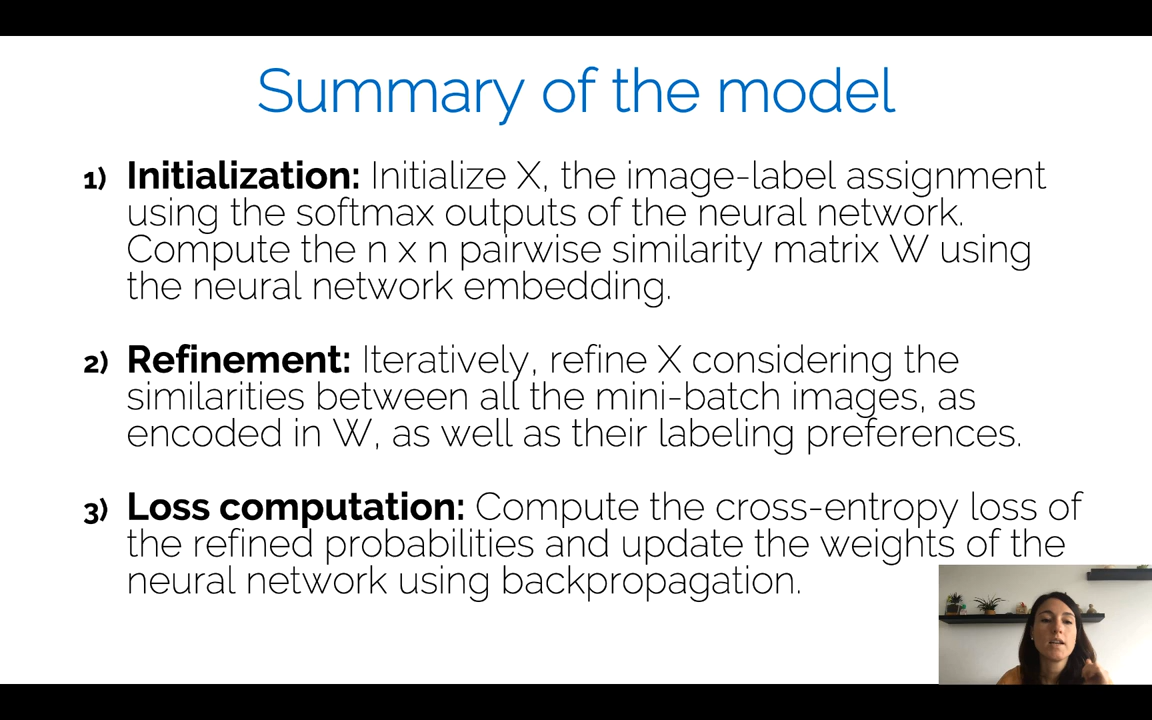 Summary of the model
1) Initialization: Initialize X, the image-label assignment
using the softmax outputs of the neural network.
Compute the n x n pairwise similarity matrix W using
the neural network embedding.
2) Refinement: Iteratively, refine X considering the
similarities between all the mini-batch images, as
encoded in W, as well as their labeling preferences.
3) Loss computation: Compute the cross-entropy loss of
the refined probabilities and update the weights of the
neural network using backpropagation.